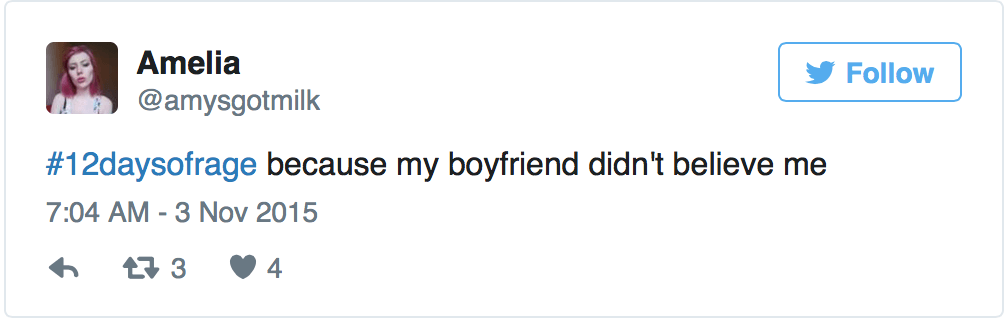 Amelia
@amysgotmilk
Follow
#12daysofrage because my boyfriend didn't believe me
7:04 AM - 3 Nov 2015
3 4